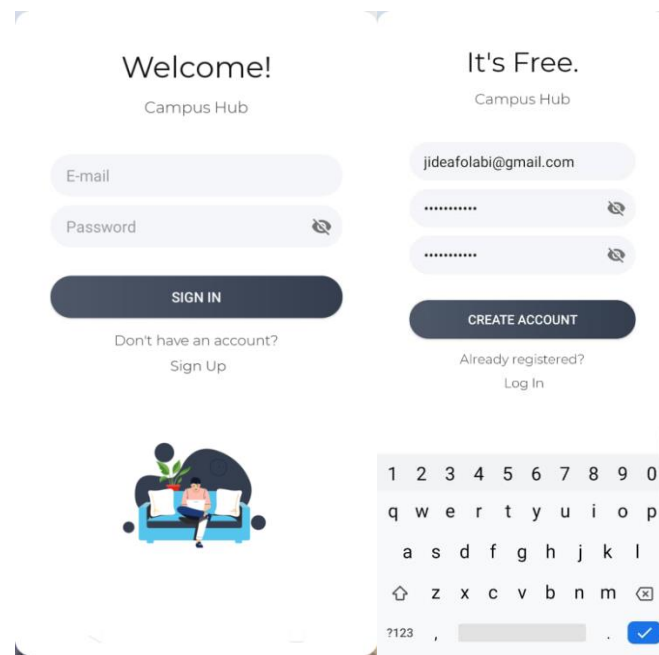 Welcome!
Campus Hub
E-mail
Password
SIGN IN
Don't have an account?
Sign Up
It's Free.
Campus Hub
jideafolabi@gmail.com
•••••••••••
•••••••••••
CREATE ACCOUNT
Already registered?
Log In
1 2 3 4 5 6 7 8 9 0
q w e r t y u i o p
a s d f g h j k l
z x c v b n m
?123 , .